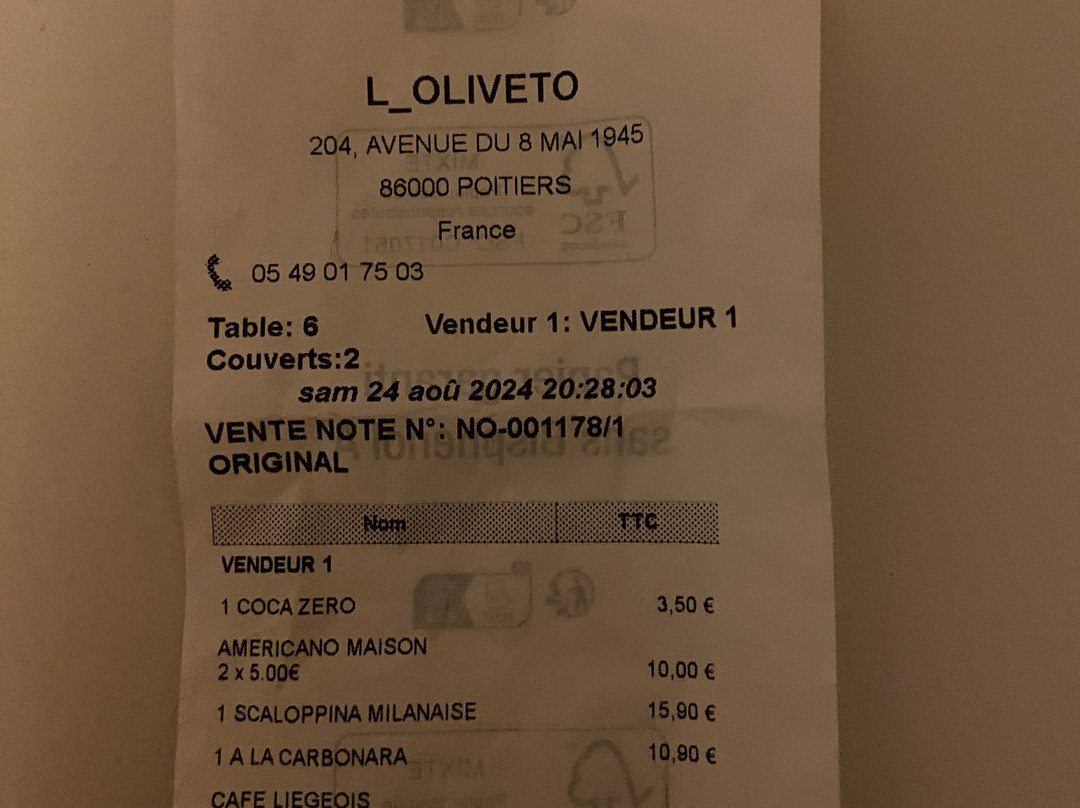 L_OLIVETO
204, AVENUE DU 8 MAI 1945
86000 POITIERS
France
05 49 01 75 03
Table: 6 Vendeur 1: VENDEUR 1
Couverts:2
sam 24 aoû 2024 20:28:03
VENTE NOTE N°: NO-001178/1
ORIGINAL
Nom TTC
VENDEUR 1
1 COCA ZERO 3,50 €
AMERICANO MAISON
2 x 5.00€ 10,00 €
1 SCALOPPINA MILANAISE 15,90 €
1 A LA CARBONARA 10,90 €
CAFE LIEGEOIS